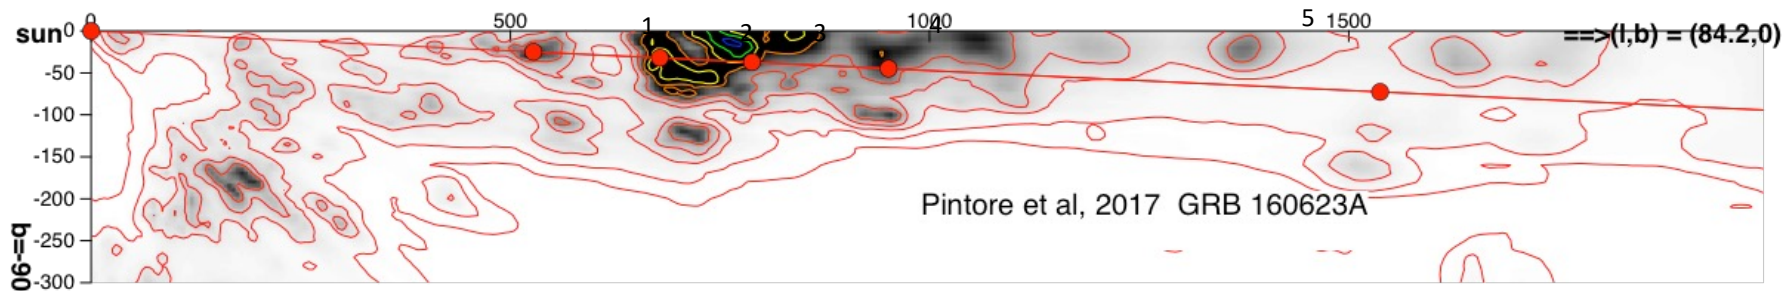 0 500 1 2 3 1000 4 5 1500
sun 0 ==>(l,b) = (84.2,0)
-50
-100
-150
-200 Pintore et al, 2017 GRB 160623A
-250
-300
b=-90